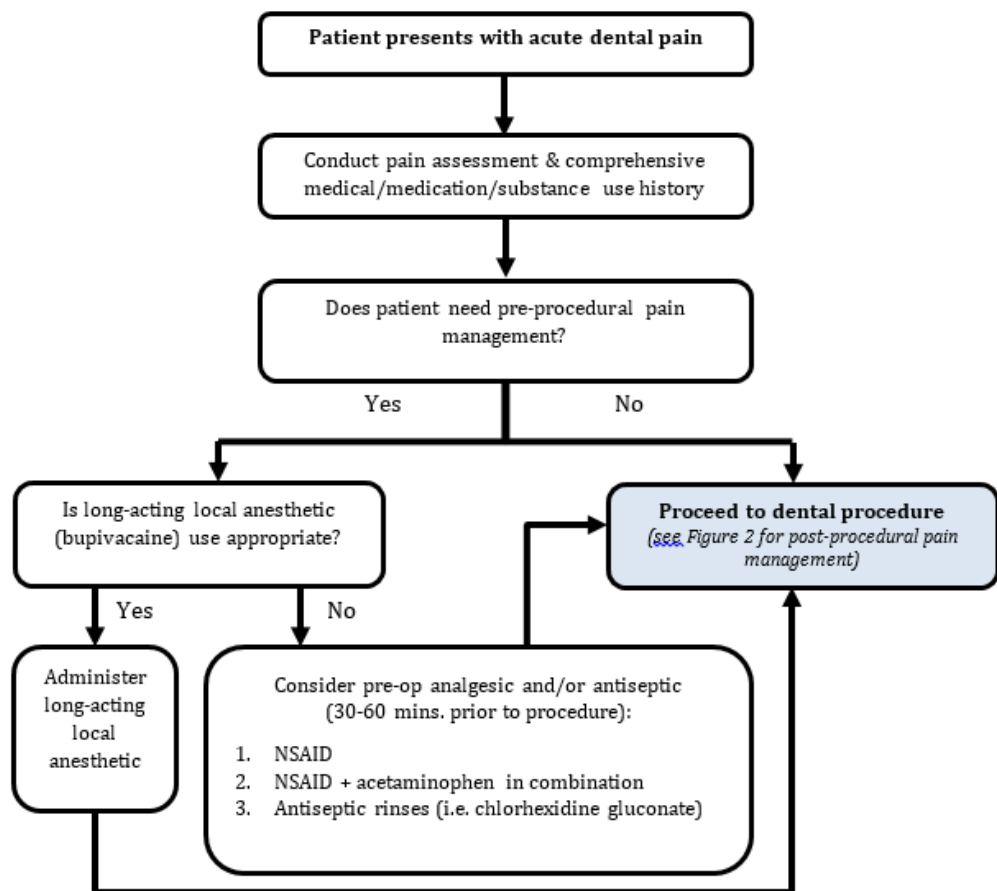 Patient presents with acute dental pain
Conduct pain assessment & comprehensive
medical/medication/substance use history
Does patient need pre-procedural pain
management?
Yes
No
Is long-acting local anesthetic
(bupivacaine) use appropriate?
Proceed to dental procedure
(see Figure 2 for post-procedural pain
management)
Yes
No
Administer
long-acting
local
anesthetic
Consider pre-op analgesic and/or antiseptic
(30-60 mins. prior to procedure):
1. NSAID
2. NSAID + acetaminophen in combination
3. Antiseptic rinses (i.e. chlorhexidine gluconate)